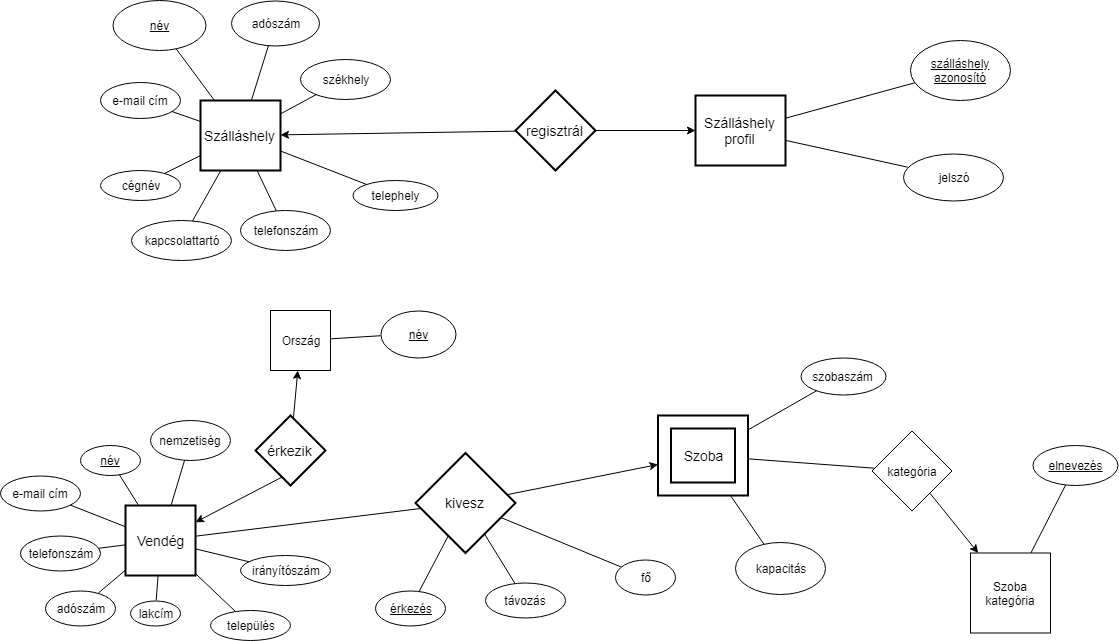 név
adószám
székhely
e-mail cím
Szálláshely
cégnév
telephely
kapcsolattartó
telefonszám
regisztrál
Szálláshely
profil
szálláshely
azonosító
jelszó
Ország
név
érkezik
nemzetiség
név
e-mail cím
telefonszám
Vendég
irányítószám
adószám
lakcím
település
kivesz
érkezés
távozás
fő
Szoba
szobaszám
kapacitás
kategória
elnevezés
Szoba
kategória